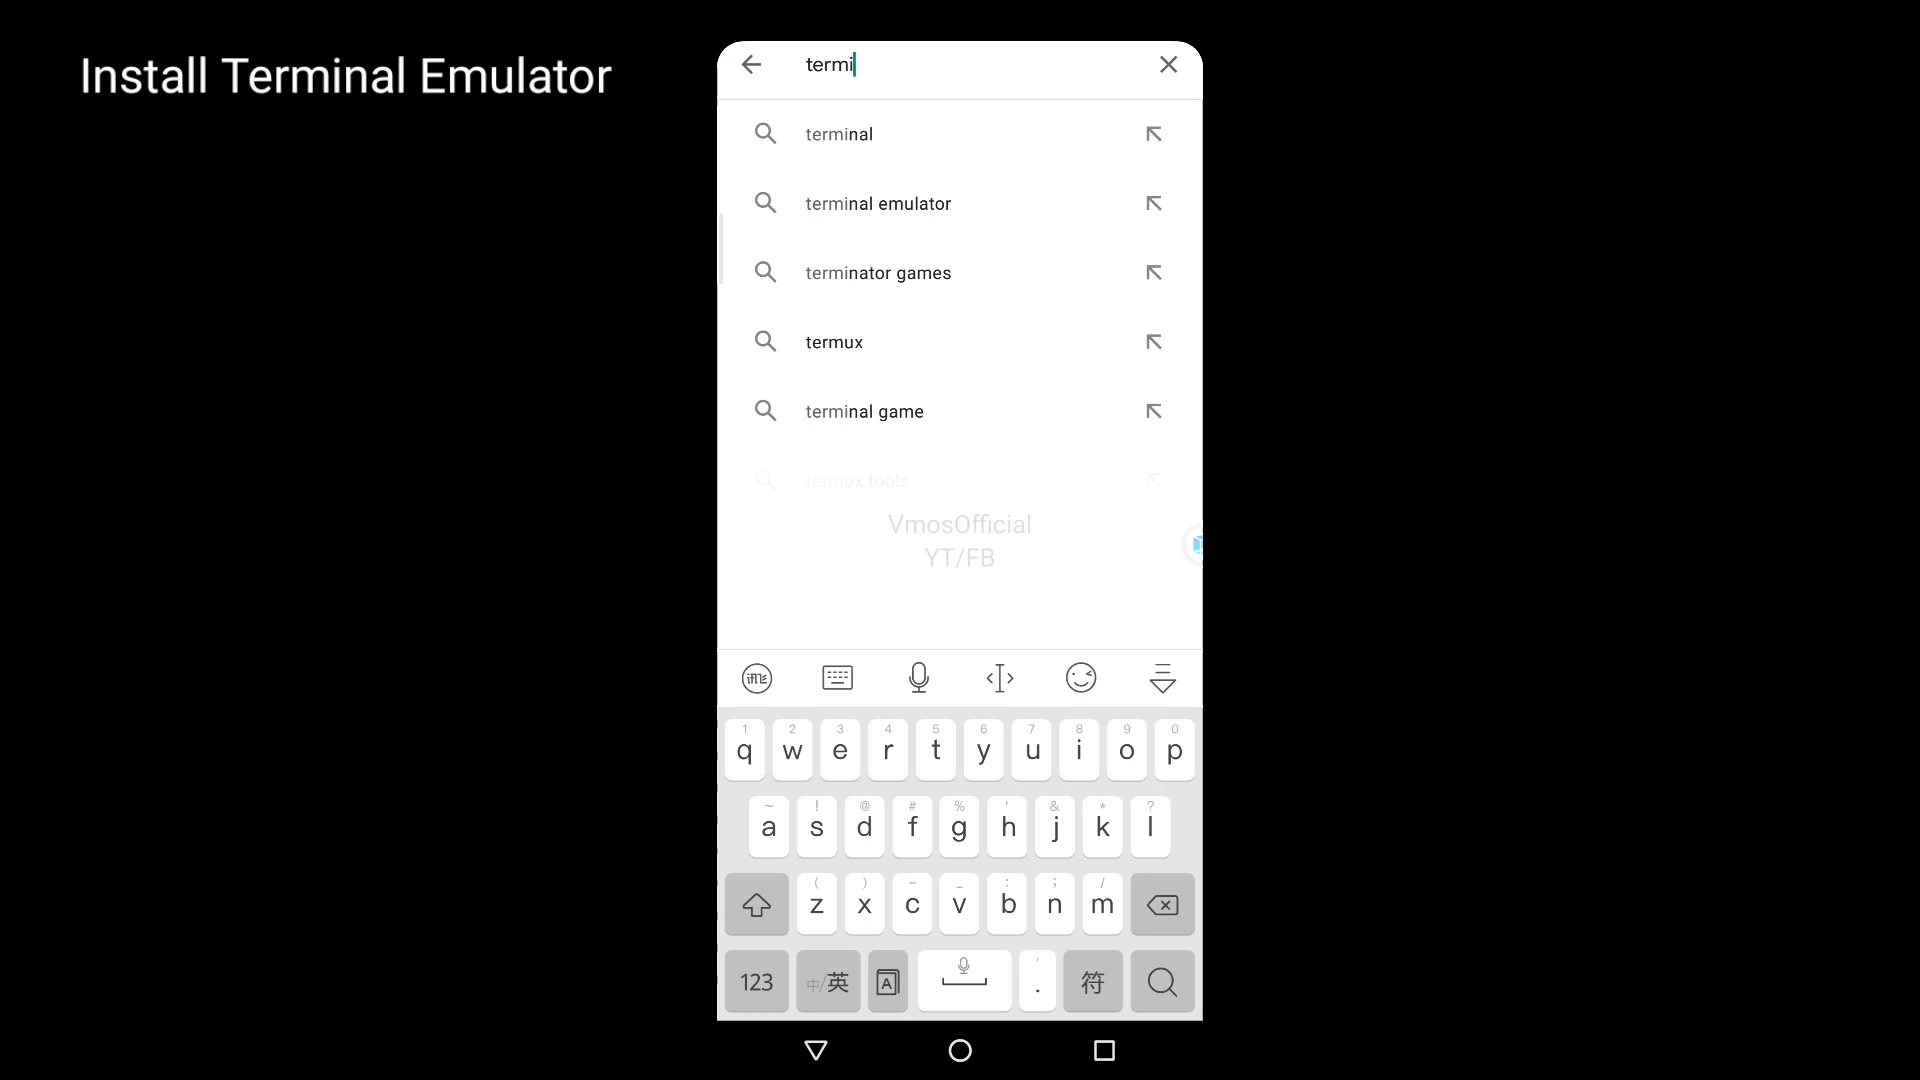 Install Terminal Emulator
termi
terminal
terminal emulator
terminator games
termux
terminal game
termux tools
VmosOfficial
YT/FB
1 2 3 4 5 6 7 8 9 0
q w e r t y u i o p
~ ! @ # % ' & * ?
a s d f g h j k l
( ) – _ : ; /
z x c v b n m
123 中/英 A . 符